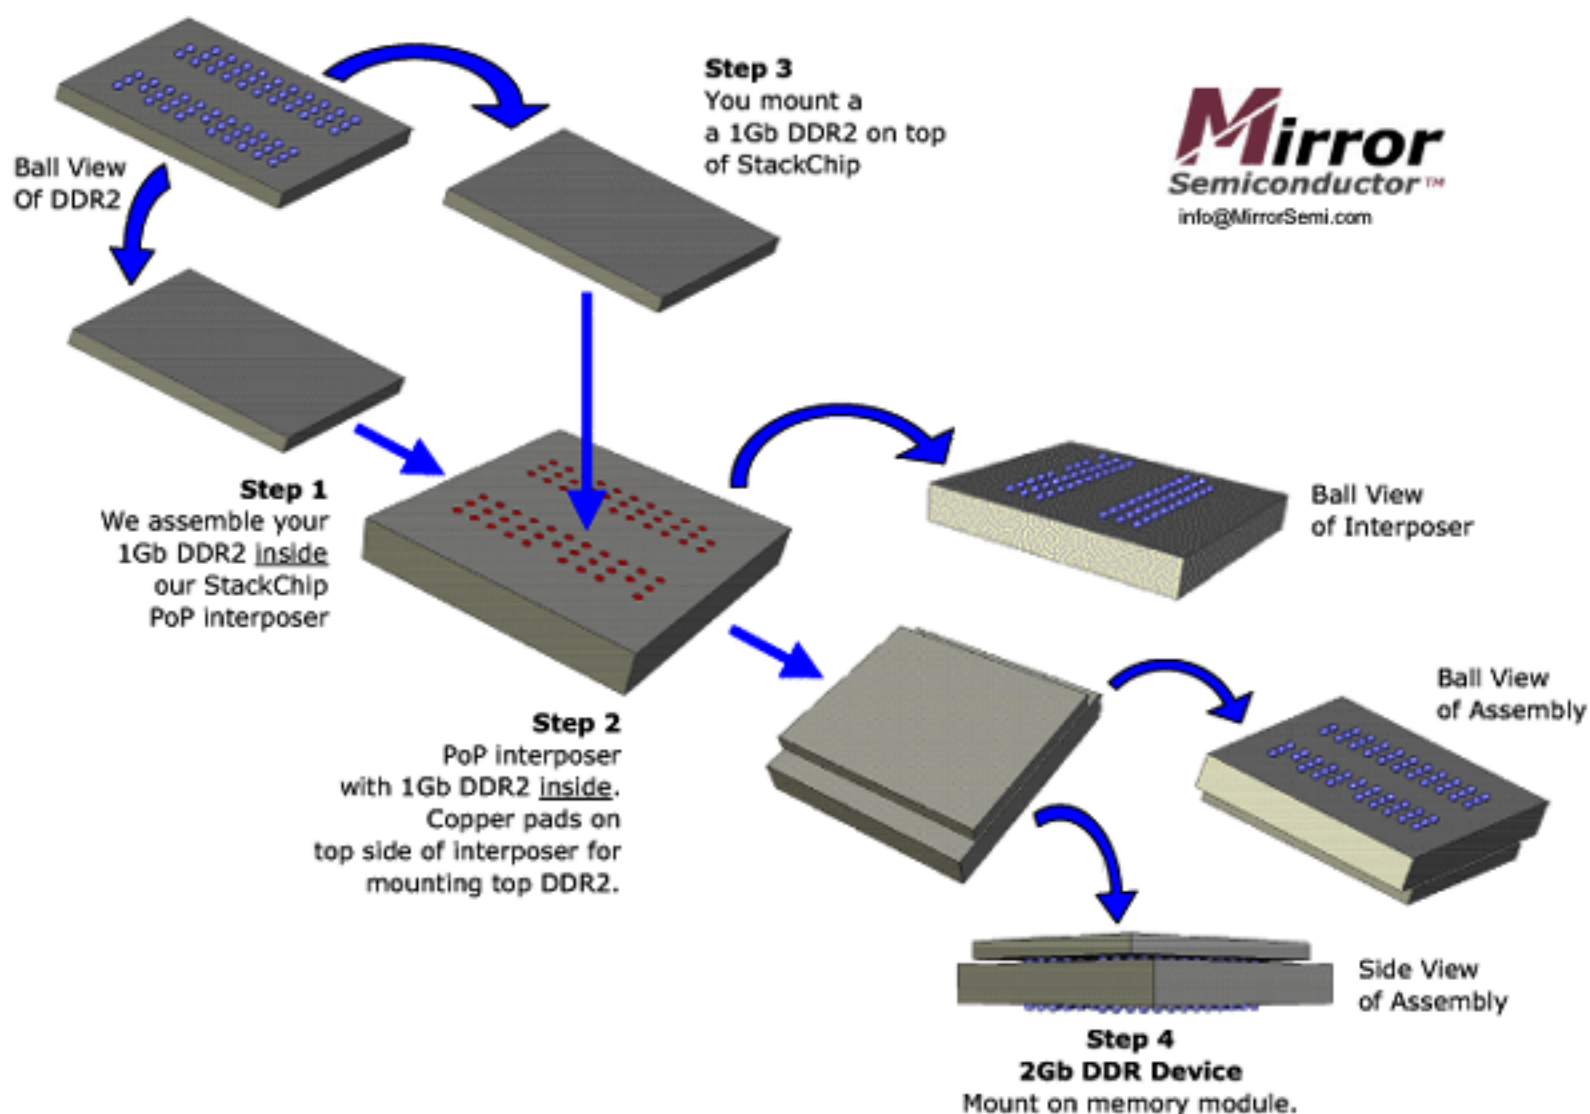 Ball View
Of DDR2
Step 3
You mount a
a 1Gb DDR2 on top
of StackChip
Mirror
Semiconductor™
info@MirrorSemi.com
Step 1
We assemble your
1Gb DDR2 inside
our StackChip
PoP interposer
Ball View
of Interposer
Step 2
PoP interposer
with 1Gb DDR2 inside.
Copper pads on
top side of interposer for
mounting top DDR2.
Ball View
of Assembly
Side View
of Assembly
Step 4
2Gb DDR Device
Mount on memory module.